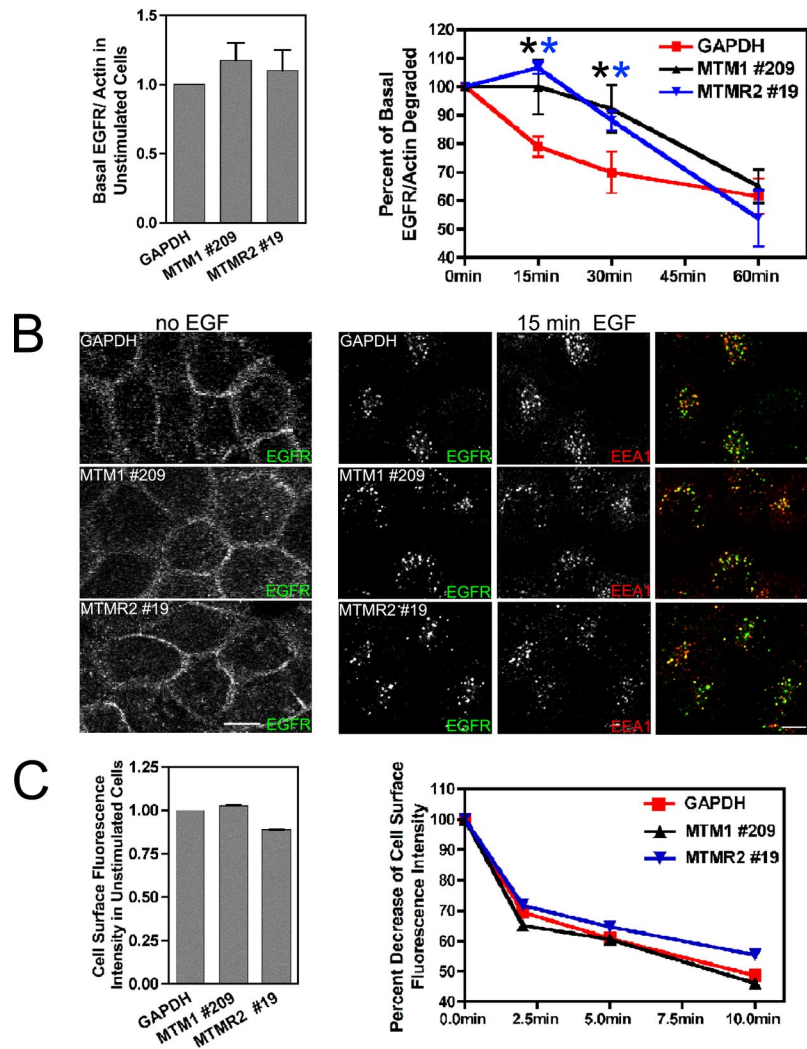 Basal EGFR/ Actin in
Unstimulated Cells
1.5
1.0
0.5
0.0
GAPDH
MTM1 #209
MTMR2 #19
Percent of Basal
EGFR/Actin Degraded
120
110
100
90
80
70
60
50
40
0min
15min
30min
45min
60min
* *
* *
GAPDH
MTM1 #209
MTMR2 #19
B
no EGF
15 min EGF
GAPDH
EGFR
GAPDH
EGFR
EEA1
MTM1 #209
EGFR
MTM1 #209
EGFR
EEA1
MTMR2 #19
EGFR
MTMR2 #19
EGFR
EEA1
C
Cell Surface Fluorescence
Intensity in Unstimulated Cells
1.25
1.00
0.75
0.50
0.25
0.00
GAPDH
MTM1 #209
MTMR2 #19
Percent Decrease of Cell Surface
Fluorescence Intensity
110
100
90
80
70
60
50
40
0.0min
2.5min
5.0min
7.5min
10.0min
GAPDH
MTM1 #209
MTMR2 #19